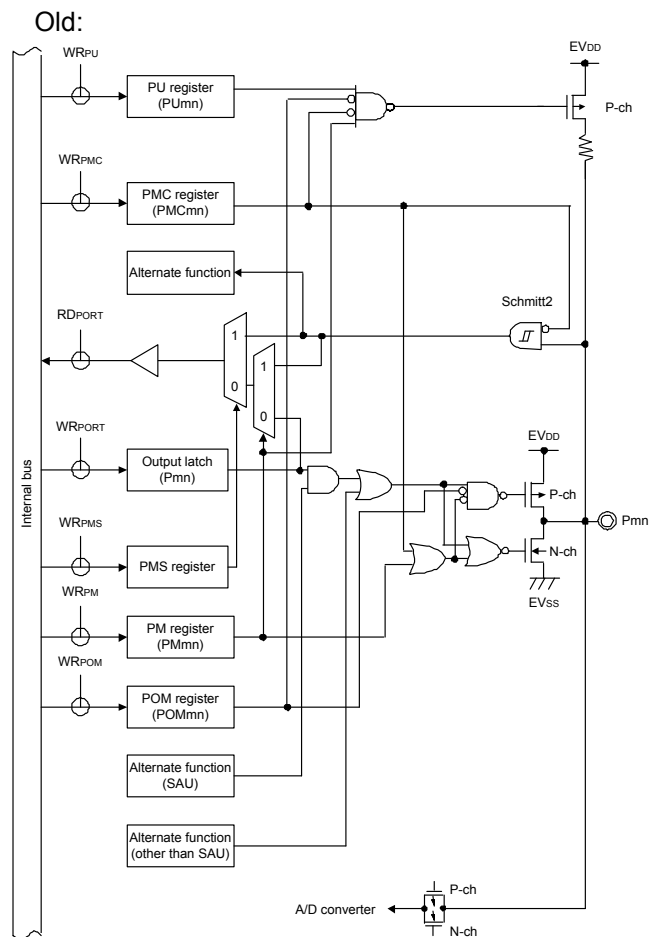 Old:
WRPU
PU register
(PUmn)
EVDD
P-ch
WRPMC
PMC register
(PMCmn)
Alternate function
Schmitt2
RDPORT
1
0
1
0
WRPORT
Output latch
(Pmn)
EVDD
P-ch
Pmn
Internal bus
WRPMS
PMS register
N-ch
EVSS
WRPM
PM register
(PMmn)
WRPOM
POM register
(POMmn)
Alternate function
(SAU)
Alternate function
(other than SAU)
P-ch
A/D converter
N-ch